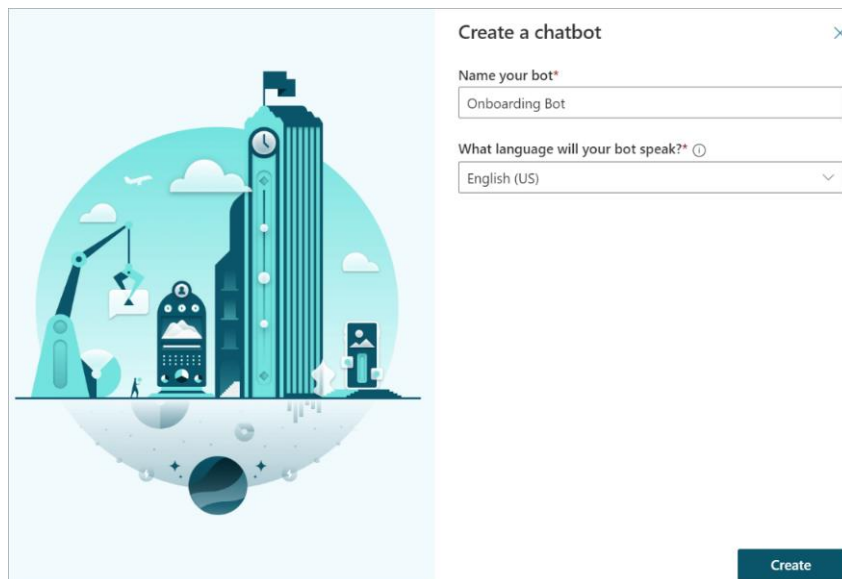 Create a chatbot
Name your bot*
Onboarding Bot
What language will your bot speak?*
English (US)
Create